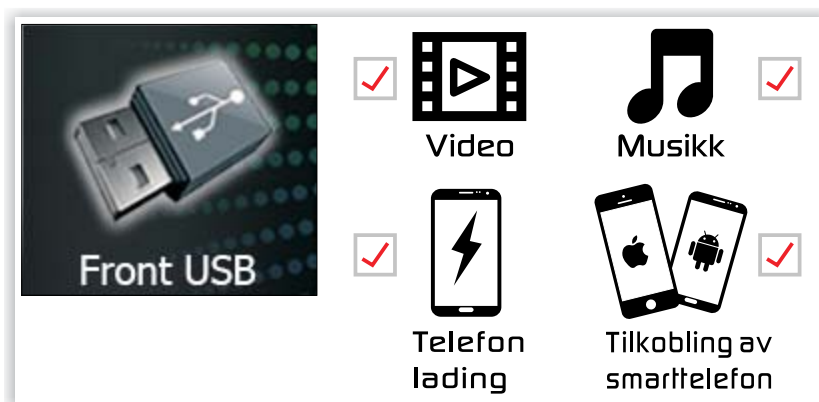 Front USB
Video
Musikk
Telefon
lading
Tilkobling av
smarttelefon